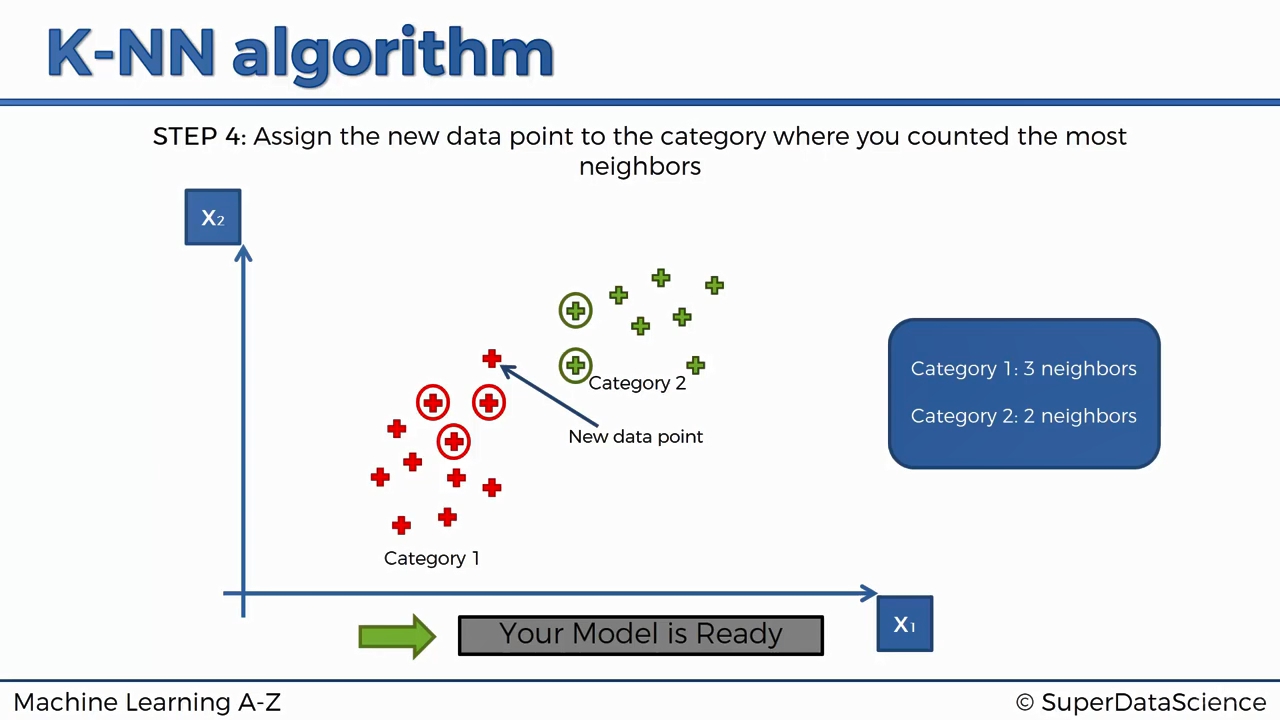 K-NN algorithm
STEP 4: Assign the new data point to the category where you counted the most
neighbors
X₂
Category 1: 3 neighbors
Category 2
Category 2: 2 neighbors
New data point
Category 1
X₁
Your Model is Ready
Machine Learning A-Z
© SuperDataScience